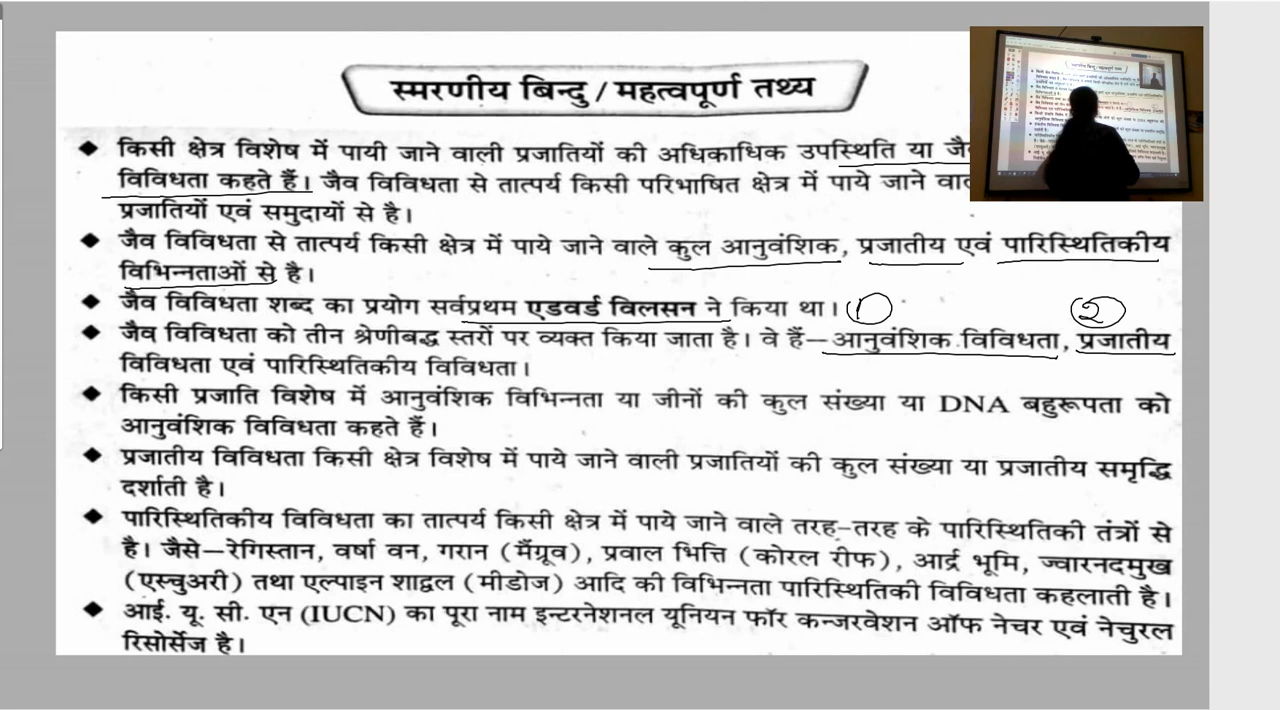 स्मरणीय बिन्दु / महत्वपूर्ण तथ्य
◆ किसी क्षेत्र विशेष में पायी जाने वाली प्रजातियों की अधिकाधिक उपस्थिति या
विविधता कहते हैं। जैव विविधता से तात्पर्य किसी परिभाषित क्षेत्र में पाये जाने
प्रजातियों एवं समुदायों से है।
◆ जैव विविधता से तात्पर्य किसी क्षेत्र में पाये जाने वाले कुल आनुवंशिक, प्रजातीय एवं पारिस्थितिकीय
विभिन्नताओं से है।
◆ जैव विविधता शब्द का प्रयोग सर्वप्रथम एडवर्ड विलसन ने किया था। 1 2
◆ जैव विविधता को तीन श्रेणीबद्ध स्तरों पर व्यक्त किया जाता है। वे हैं–आनुवंशिक विविधता, प्रजातीय
विविधता एवं पारिस्थितिकीय विविधता।
◆ किसी प्रजाति विशेष में आनुवंशिक विभिन्नता या जीनों की कुल संख्या या DNA बहुरूपता को
आनुवंशिक विविधता कहते हैं।
◆ प्रजातीय विविधता किसी क्षेत्र विशेष में पाये जाने वाली प्रजातियों की कुल संख्या या प्रजातीय समृद्धि
दर्शाती है।
◆ पारिस्थितिकीय विविधता का तात्पर्य किसी क्षेत्र में पाये जाने वाले तरह-तरह के पारिस्थितिकी तंत्रों से
है। जैसे–रेगिस्तान, वर्षा वन, गरान (मैंग्रूव), प्रवाल भित्ति (कोरल रीफ), आर्द्र भूमि, ज्वारनदमुख
(एस्चुअरी) तथा एल्पाइन शाद्वल (मीडोज) आदि की विभिन्नता पारिस्थितिकी विविधता कहलाती है।
◆ आई. यू. सी. एन (IUCN) का पूरा नाम इन्टरनेशनल यूनियन फॉर कन्जरवेशन ऑफ नेचर एवं नेचुरल
रिसोर्सेज है।